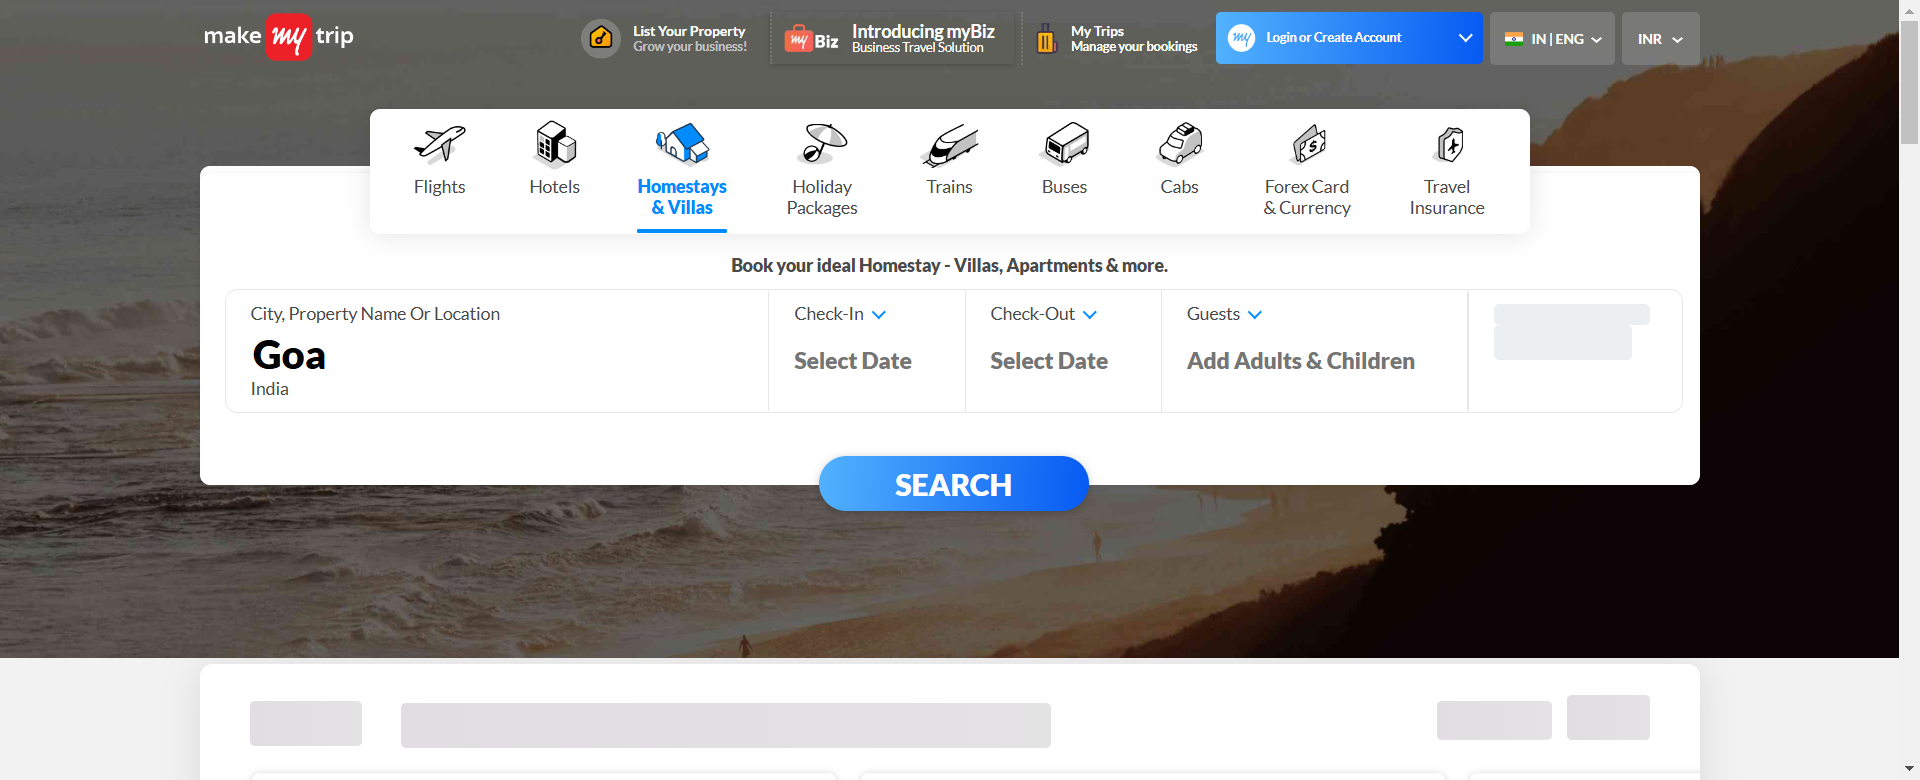 make my trip
List Your Property
Grow your business!
my Biz
Introducing myBiz
Business Travel Solution
My Trips
Manage your bookings
my
Login or Create Account
IN | ENG
INR
Flights
Hotels
Homestays
& Villas
Holiday
Packages
Trains
Buses
Cabs
Forex Card
& Currency
Travel
Insurance
Book your ideal Homestay - Villas, Apartments & more.
City, Property Name Or Location
Goa
India
Check-In
Select Date
Check-Out
Select Date
Guests
Add Adults & Children
SEARCH